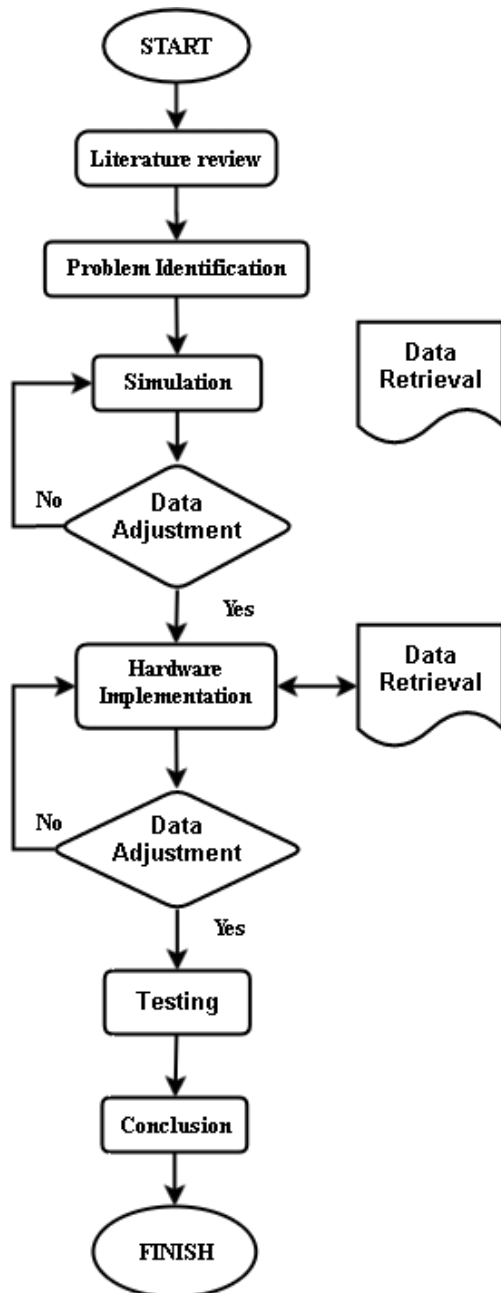 START
Literature review
Problem Identification
Simulation
Data
Retrieval
No
Data
Adjustment
Yes
Hardware
Implementation
Data
Retrieval
No
Data
Adjustment
Yes
Testing
Conclusion
FINISH